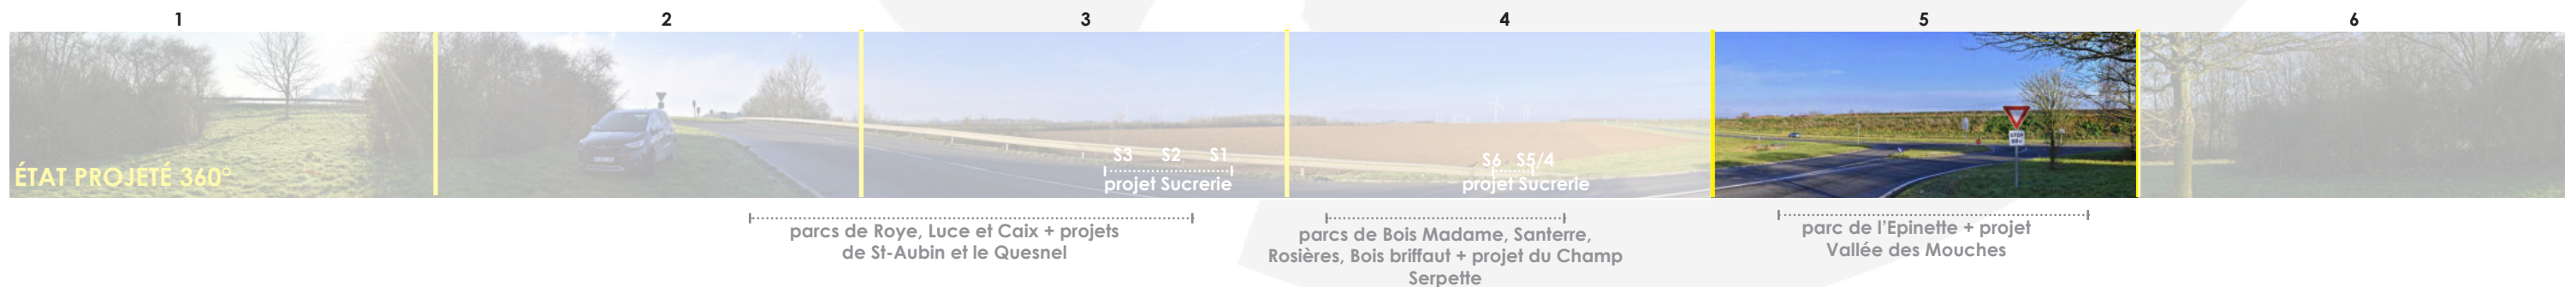 1 2 3 4 5 6
ÉTAT PROJETÉ 360°
S3 S2 S1
projet Sucrerie
S6 S5/4
projet Sucrerie
STOP
parcs de Roye, Luce et Caix + projets
de St-Aubin et le Quesnel
parcs de Bois Madame, Santerre,
Rosières, Bois briffaut + projet du Champ
Serpette
parc de l'Epinette + projet
Vallée des Mouches